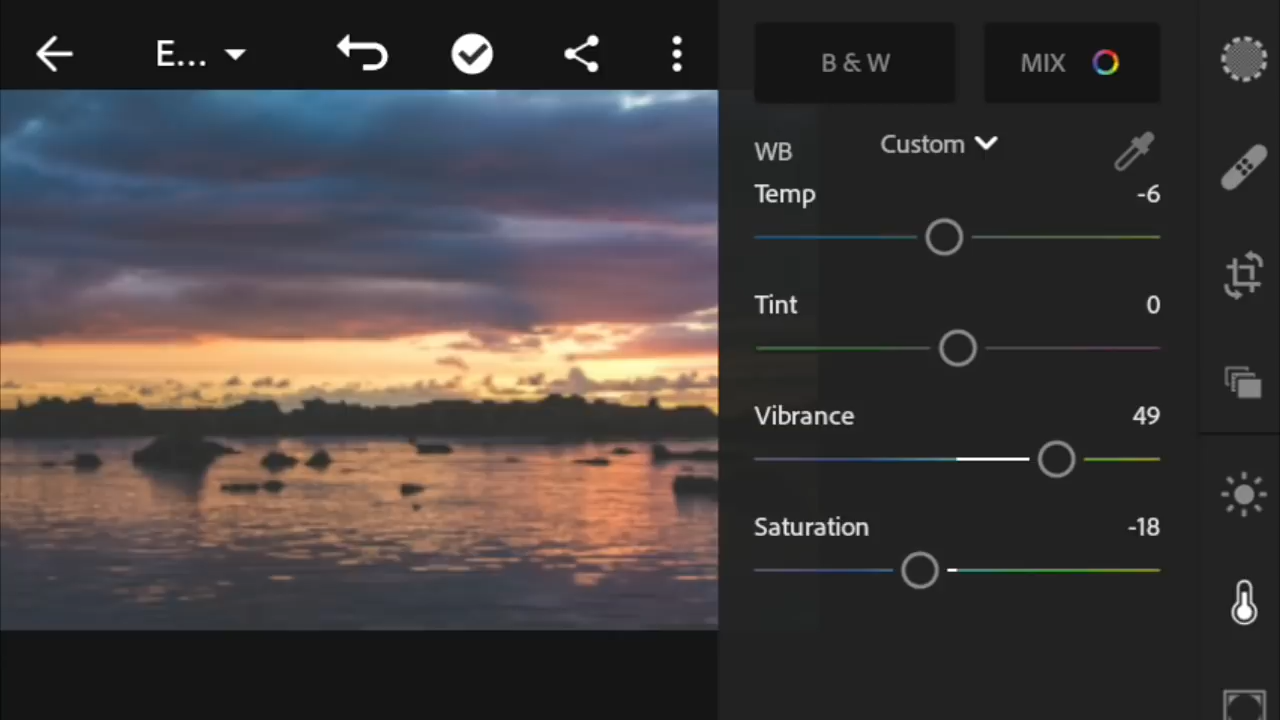 E...
B & W
MIX
WB
Custom
Temp
-6
Tint
0
Vibrance
49
Saturation
-18